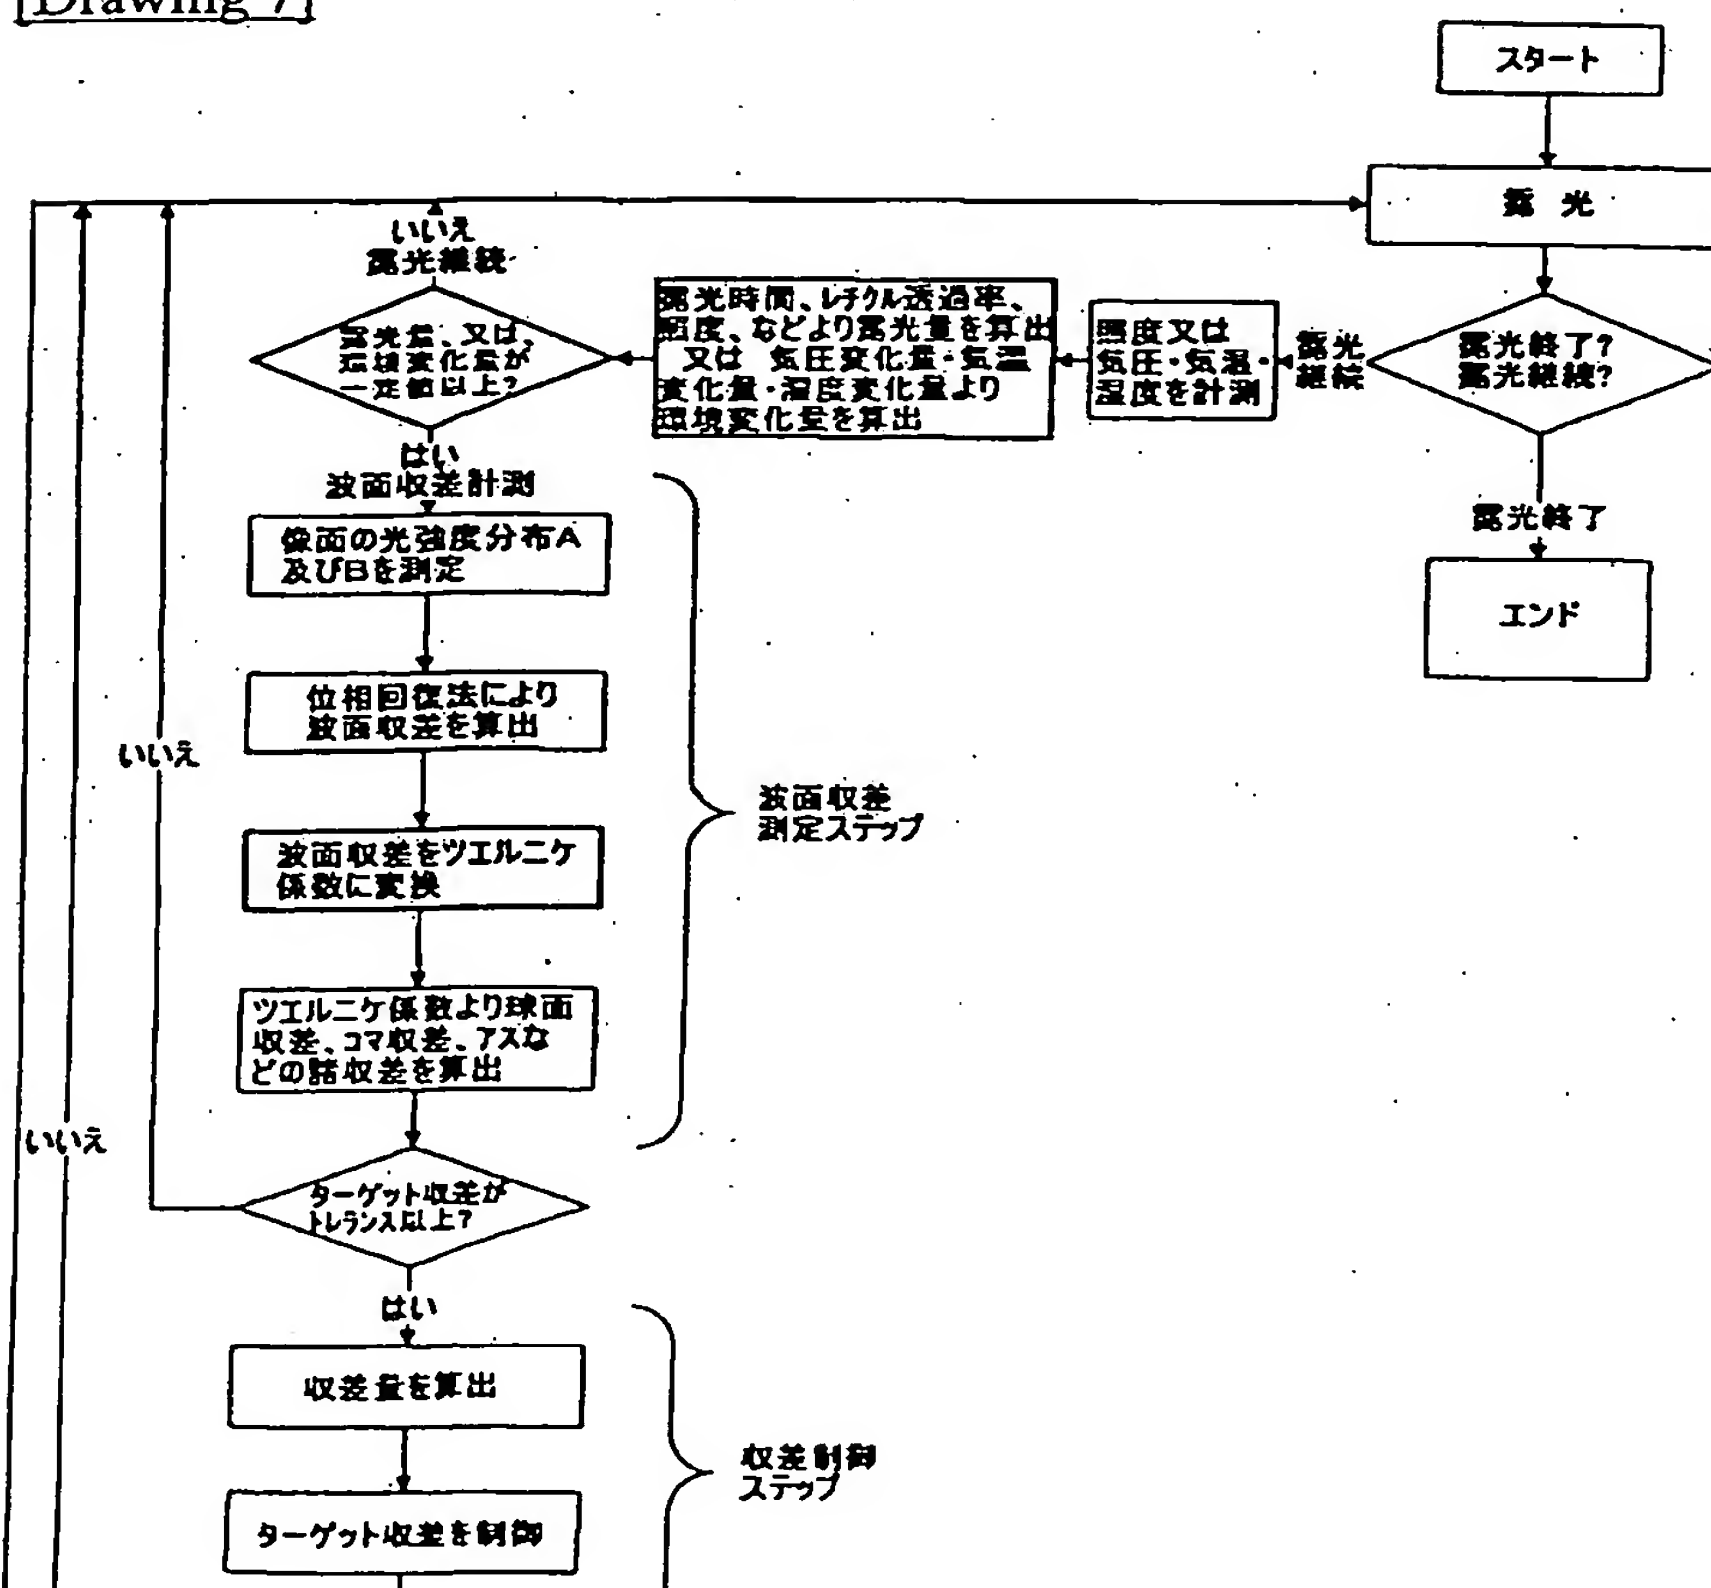 [Drawing 7]
スタート
露光
露光終了?
露光継続?
露光
継続
露光終了
エンド
照度又は
気圧・気温・
湿度を計測
露光時間、レチクル透過率、
照度、などより露光量を算出
又は 気圧変化量・気温
変化量・湿度変化量より
環境変化量を算出
露光量、又は、
環境変化量が
一定値以上?
いいえ
露光継続
はい
波面収差計測
像面の光強度分布A
及びBを測定
位相回復法により
波面収差を算出
波面収差をツエルニケ
係数に変換
ツエルニケ係数より球面
収差、コマ収差、アスな
どの諸収差を算出
波面収差
測定ステップ
いいえ
いいえ
ターゲット収差が
トレランス以上?
はい
収差量を算出
ターゲット収差を制御
収差制御
ステップ